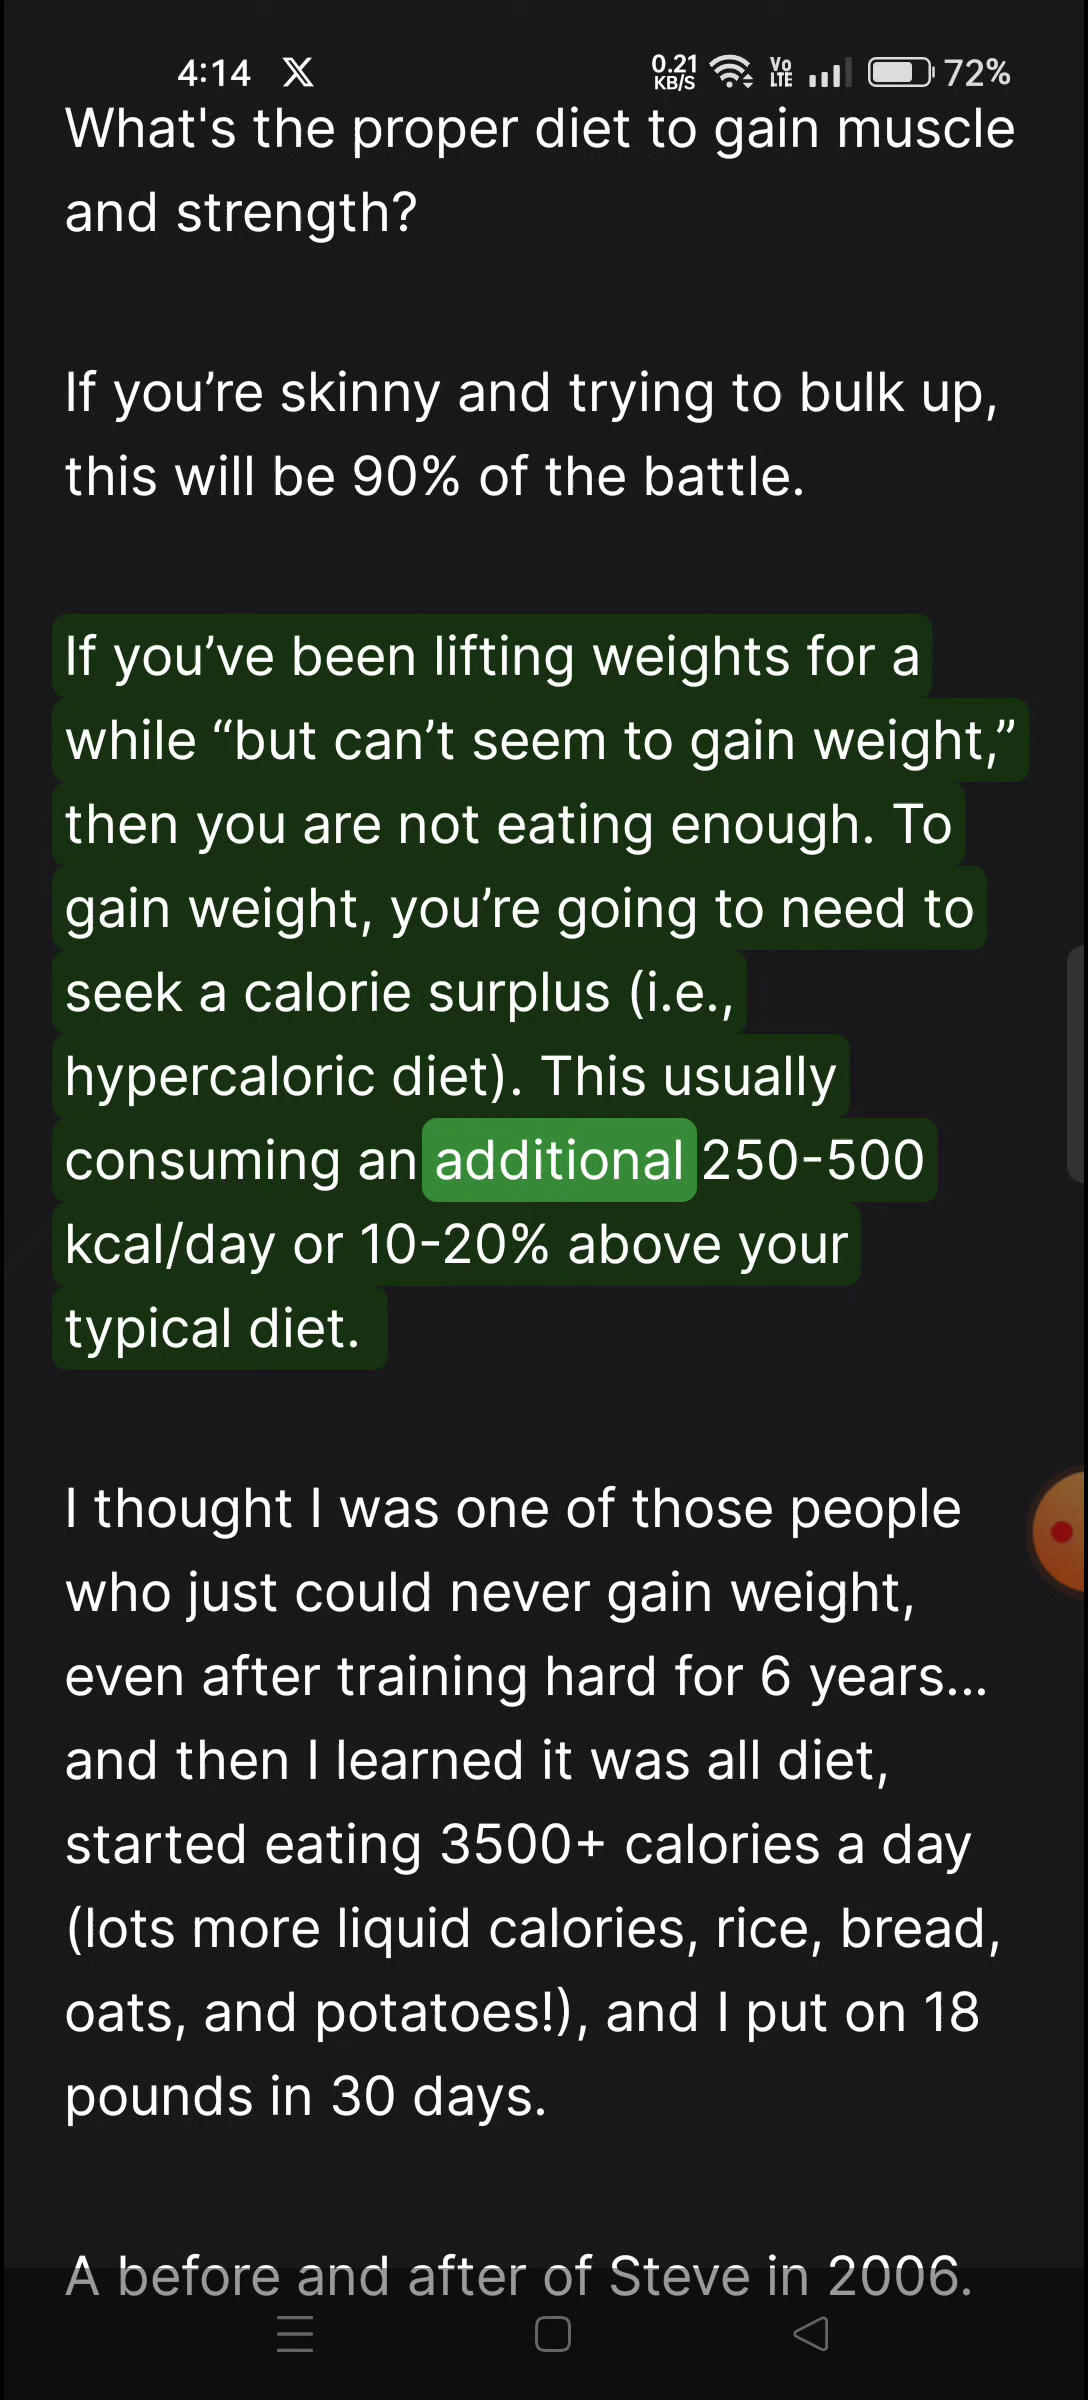 4:14 X 0.21 KB/S Vo LTE 72%
What's the proper diet to gain muscle
and strength?
If you’re skinny and trying to bulk up,
this will be 90% of the battle.
If you’ve been lifting weights for a
while “but can’t seem to gain weight,”
then you are not eating enough. To
gain weight, you’re going to need to
seek a calorie surplus (i.e.,
hypercaloric diet). This usually
consuming an additional 250-500
kcal/day or 10-20% above your
typical diet.
I thought I was one of those people
who just could never gain weight,
even after training hard for 6 years...
and then I learned it was all diet,
started eating 3500+ calories a day
(lots more liquid calories, rice, bread,
oats, and potatoes!), and I put on 18
pounds in 30 days.
A before and after of Steve in 2006.